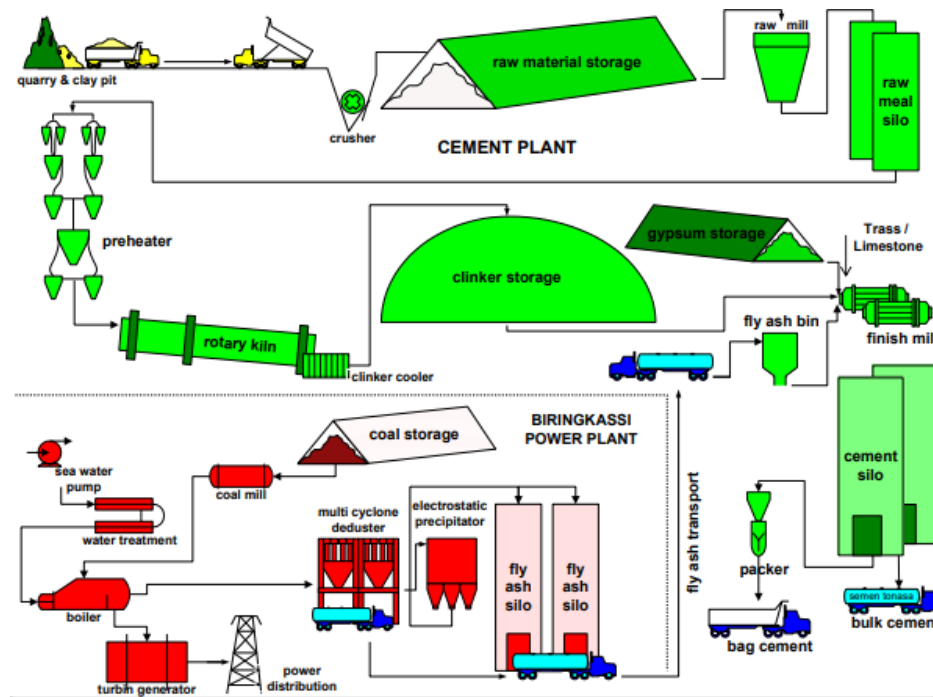 raw mill
quarry & clay pit
raw material storage
raw
meal
silo
crusher
CEMENT PLANT
preheater
gypsum storage
Trass /
Limestone
clinker storage
fly ash bin
finish mil
rotary kiln
clinker cooler
BIRINGKASSI
POWER PLANT
coal storage
cement
silo
sea water
pump
coal mill
multi cyclone
deduster
electrostatic
precipitator
water treatment
fly ash transport
fly
ash
silo
fly
ash
silo
packer
boiler
semen tonasa
bulk cement
bag cement
power
distribution
turbin generator